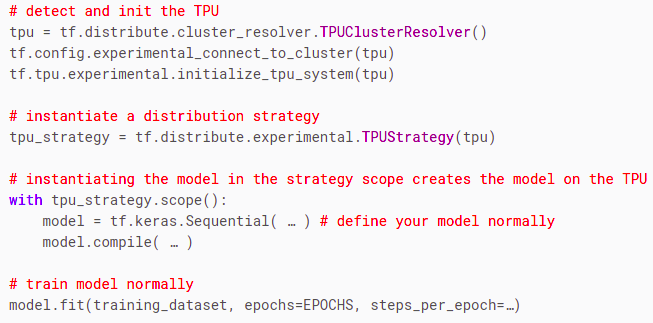 # detect and init the TPU
tpu = tf.distribute.cluster_resolver.TPUClusterResolver()
tf.config.experimental_connect_to_cluster(tpu)
tf.tpu.experimental.initialize_tpu_system(tpu)

# instantiate a distribution strategy
tpu_strategy = tf.distribute.experimental.TPUStrategy(tpu)

# instantiating the model in the strategy scope creates the model on the TPU
with tpu_strategy.scope():
    model = tf.keras.Sequential( … ) # define your model normally
    model.compile( … )

# train model normally
model.fit(training_dataset, epochs=EPOCHS, steps_per_epoch=…)